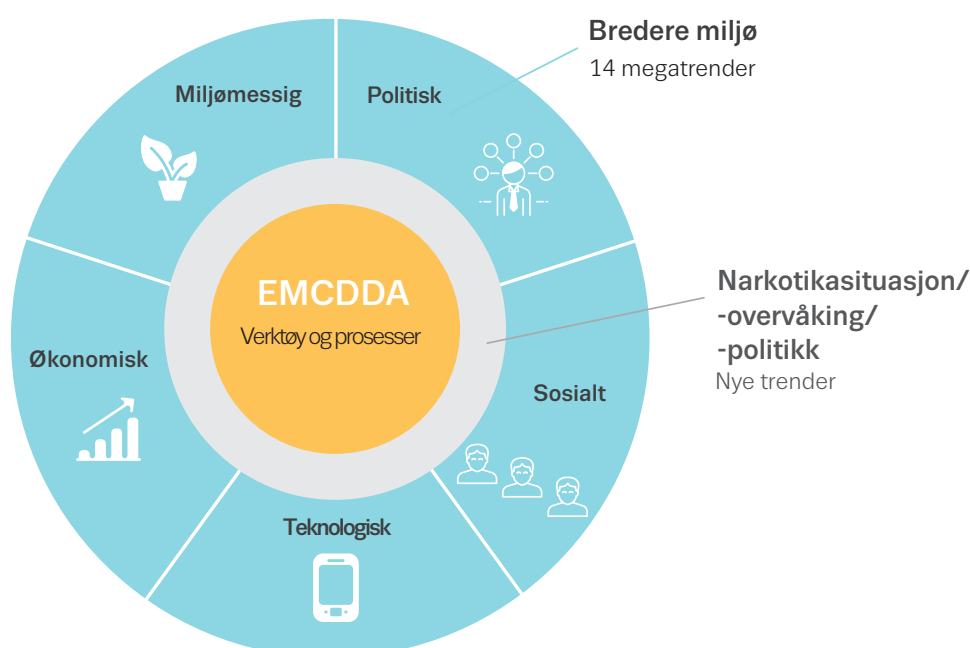 Bredere miljø
14 megatrender
Miljømessig
Politisk
EMCDDA
Verktøy og prosesser
Narkotikasituasjon/
-overvåking/
-politikk
Nye trender
Økonomisk
Sosialt
Teknologisk